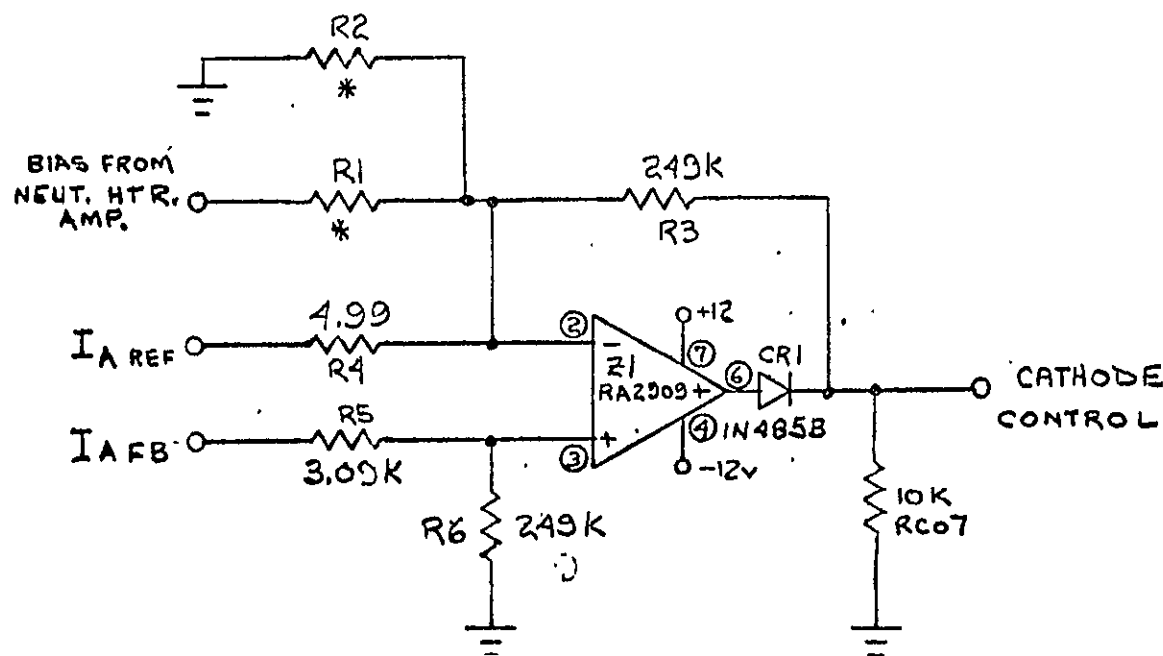 R2
*
BIAS FROM
NEUT. HTR.
AMP.
R1
*
249K
R3
I A REF
4.99
R4
I A FB
R5
3.09K
R6
249K
2
-
Z1
RA2909
+
3
+
+12
7
6
4
-12V
CR1
1N485B
CATHODE
CONTROL
10K
RC07